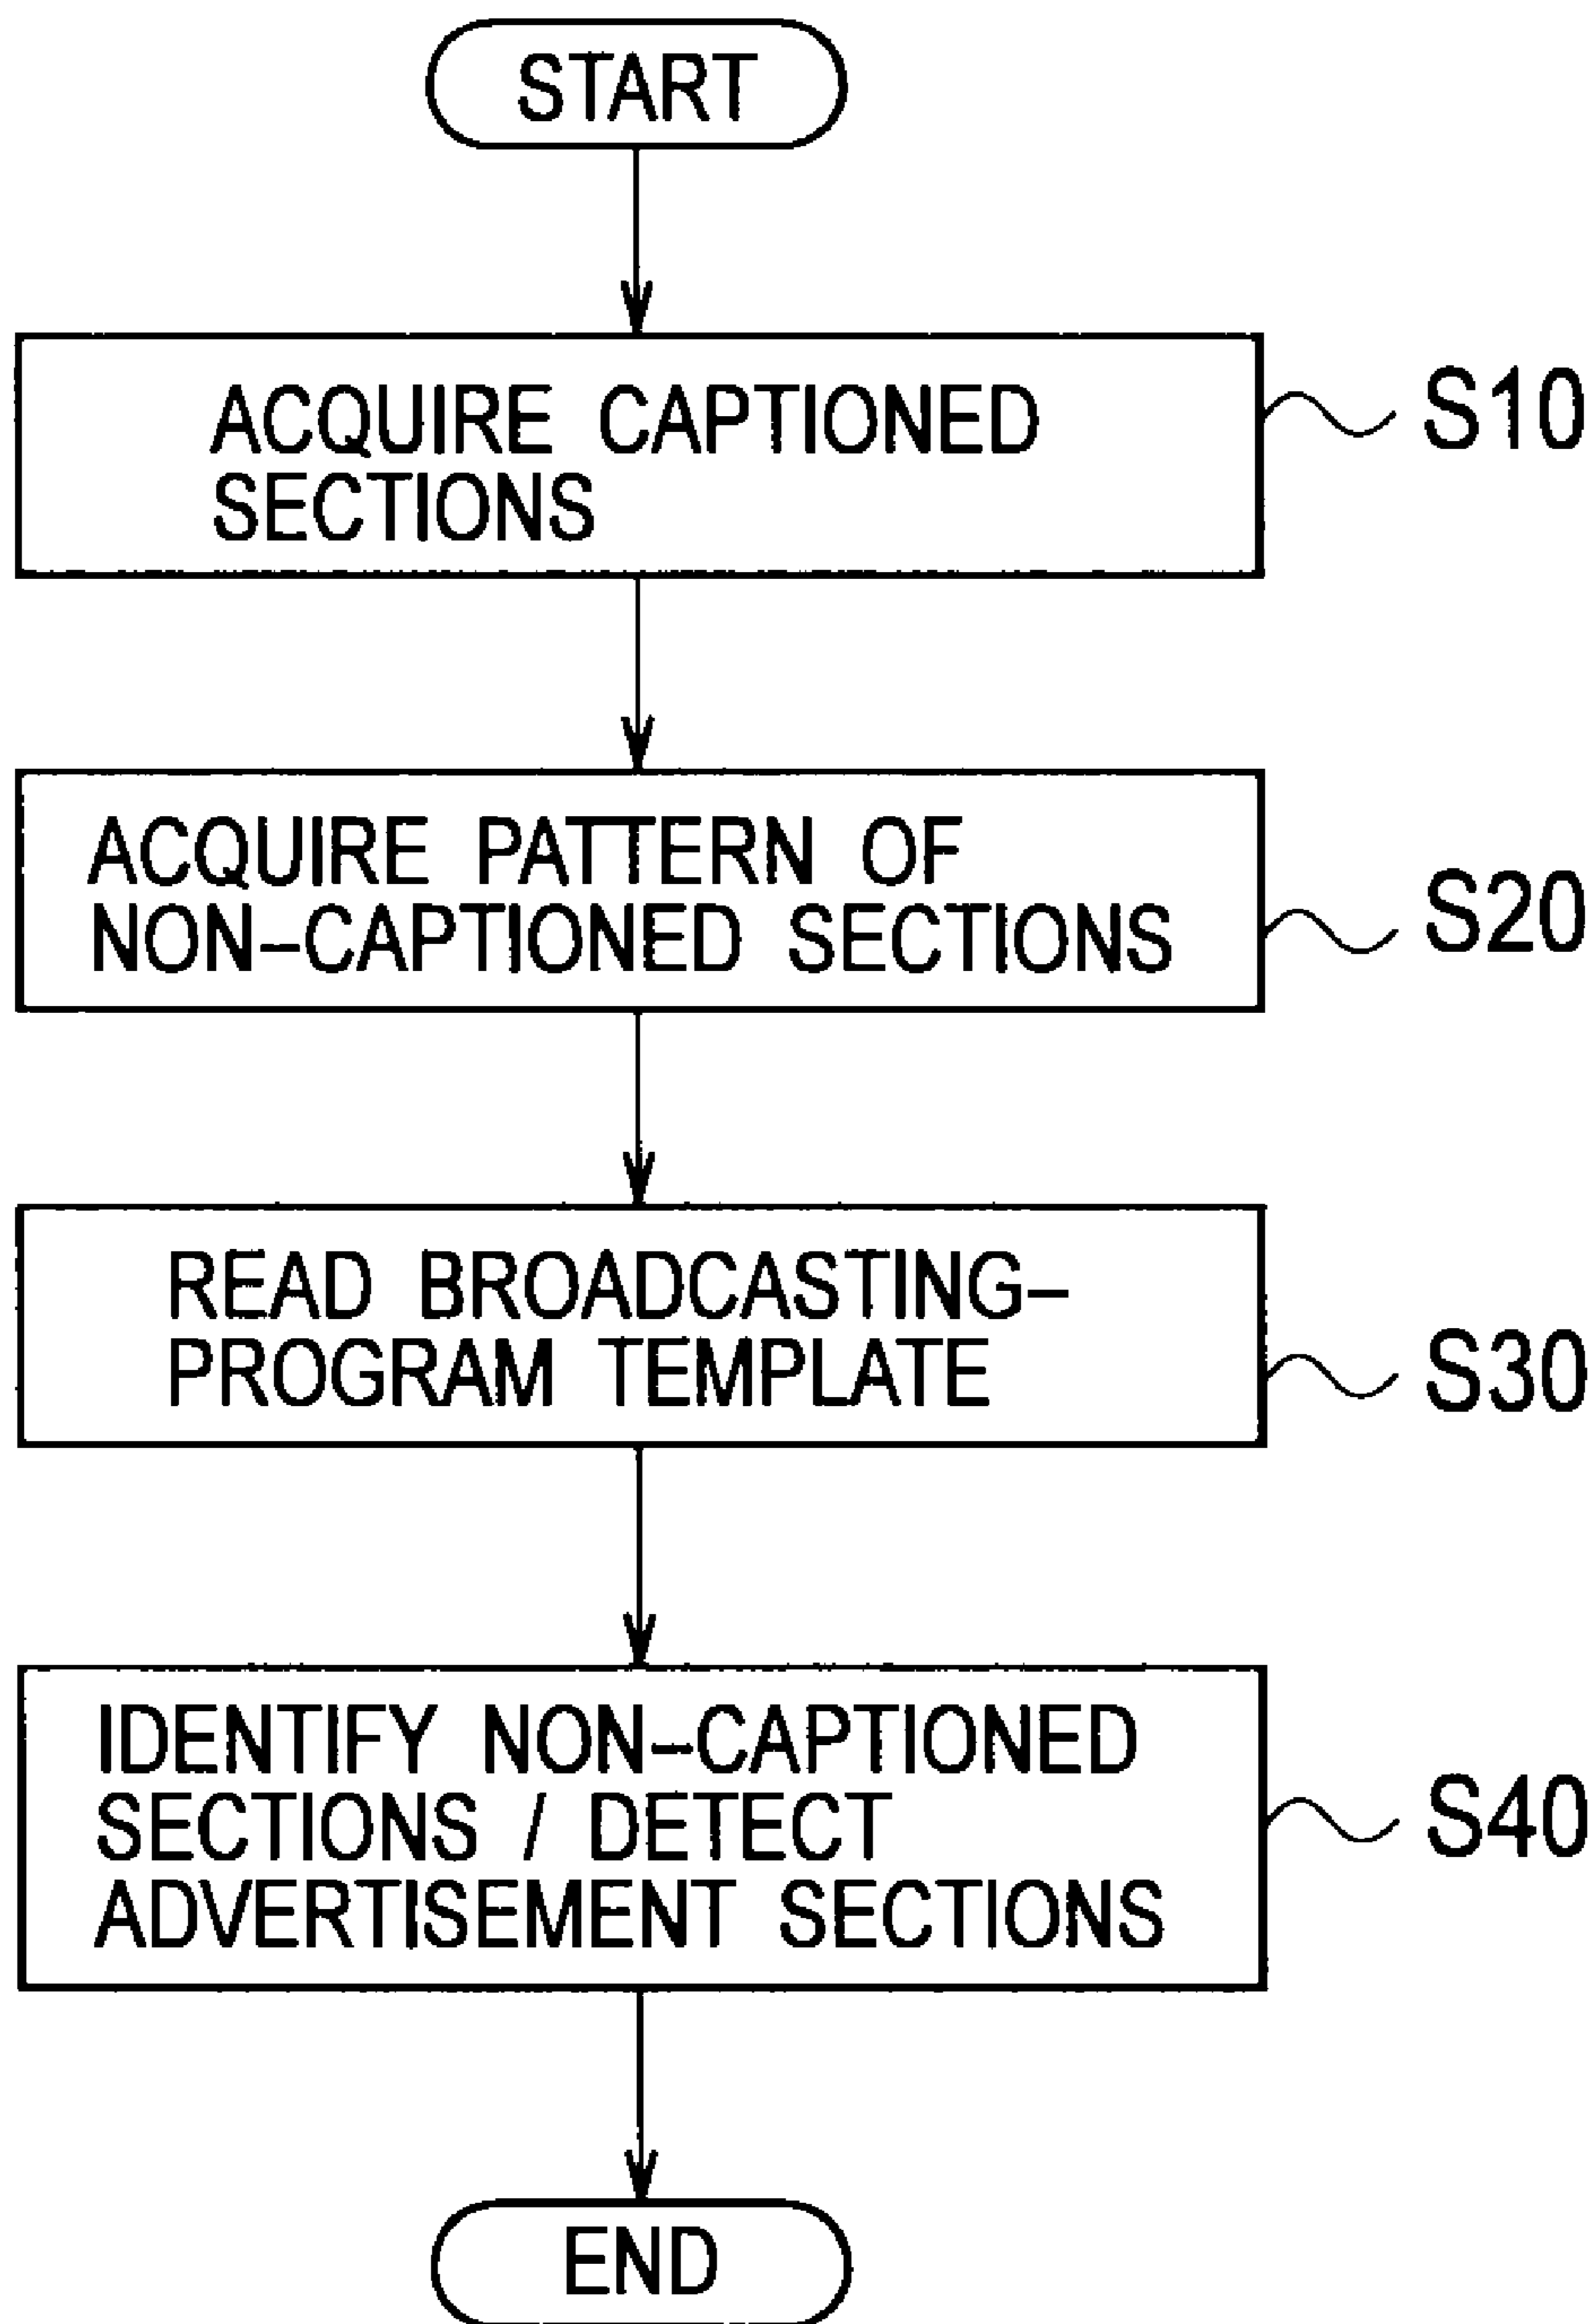 START
ACQUIRE CAPTIONED
SECTIONS
S10
ACQUIRE PATTERN OF
NON-CAPTIONED SECTIONS
S20
READ BROADCASTING-
PROGRAM TEMPLATE
S30
IDENTIFY NON-CAPTIONED
SECTIONS / DETECT
ADVERTISEMENT SECTIONS
S40
END